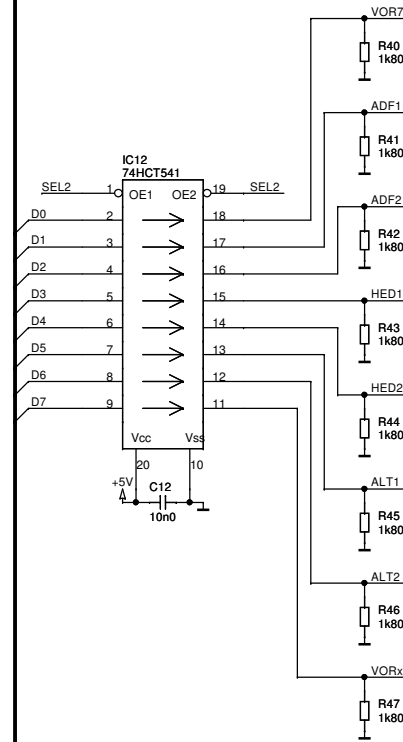 VOR7
R40
1k80
ADF1
R41
1k80
IC12
74HCT541
SEL2 1 OE1 OE2 19 SEL2
ADF2
D0 2 18
R42
1k80
D1 3 17
D2 4 16
D3 5 15 HED1
D4 6 14
R43
1k80
D5 7 13
D6 8 12
HED2
D7 9 11
R44
1k80
Vcc Vss
20 10
+5V C12
10n0
ALT1
R45
1k80
ALT2
R46
1k80
VORx
R47
1k80